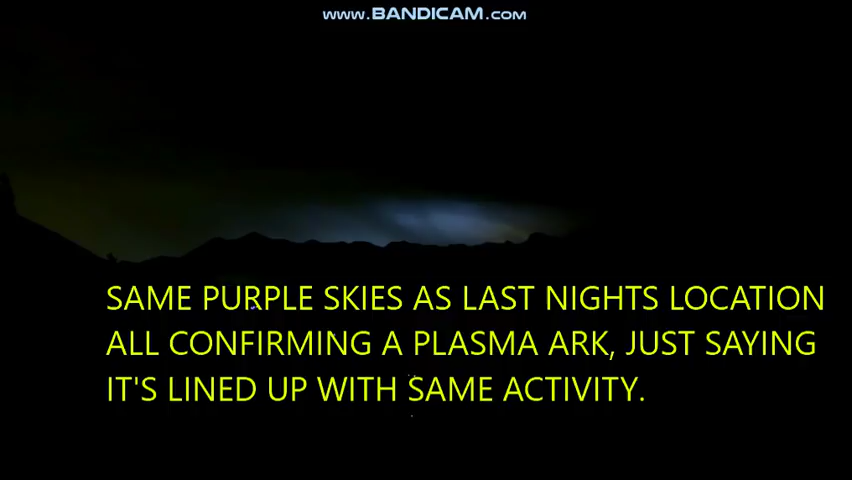 www.BANDICAM.com
SAME PURPLE SKIES AS LAST NIGHTS LOCATION
ALL CONFIRMING A PLASMA ARK, JUST SAYING
IT'S LINED UP WITH SAME ACTIVITY.